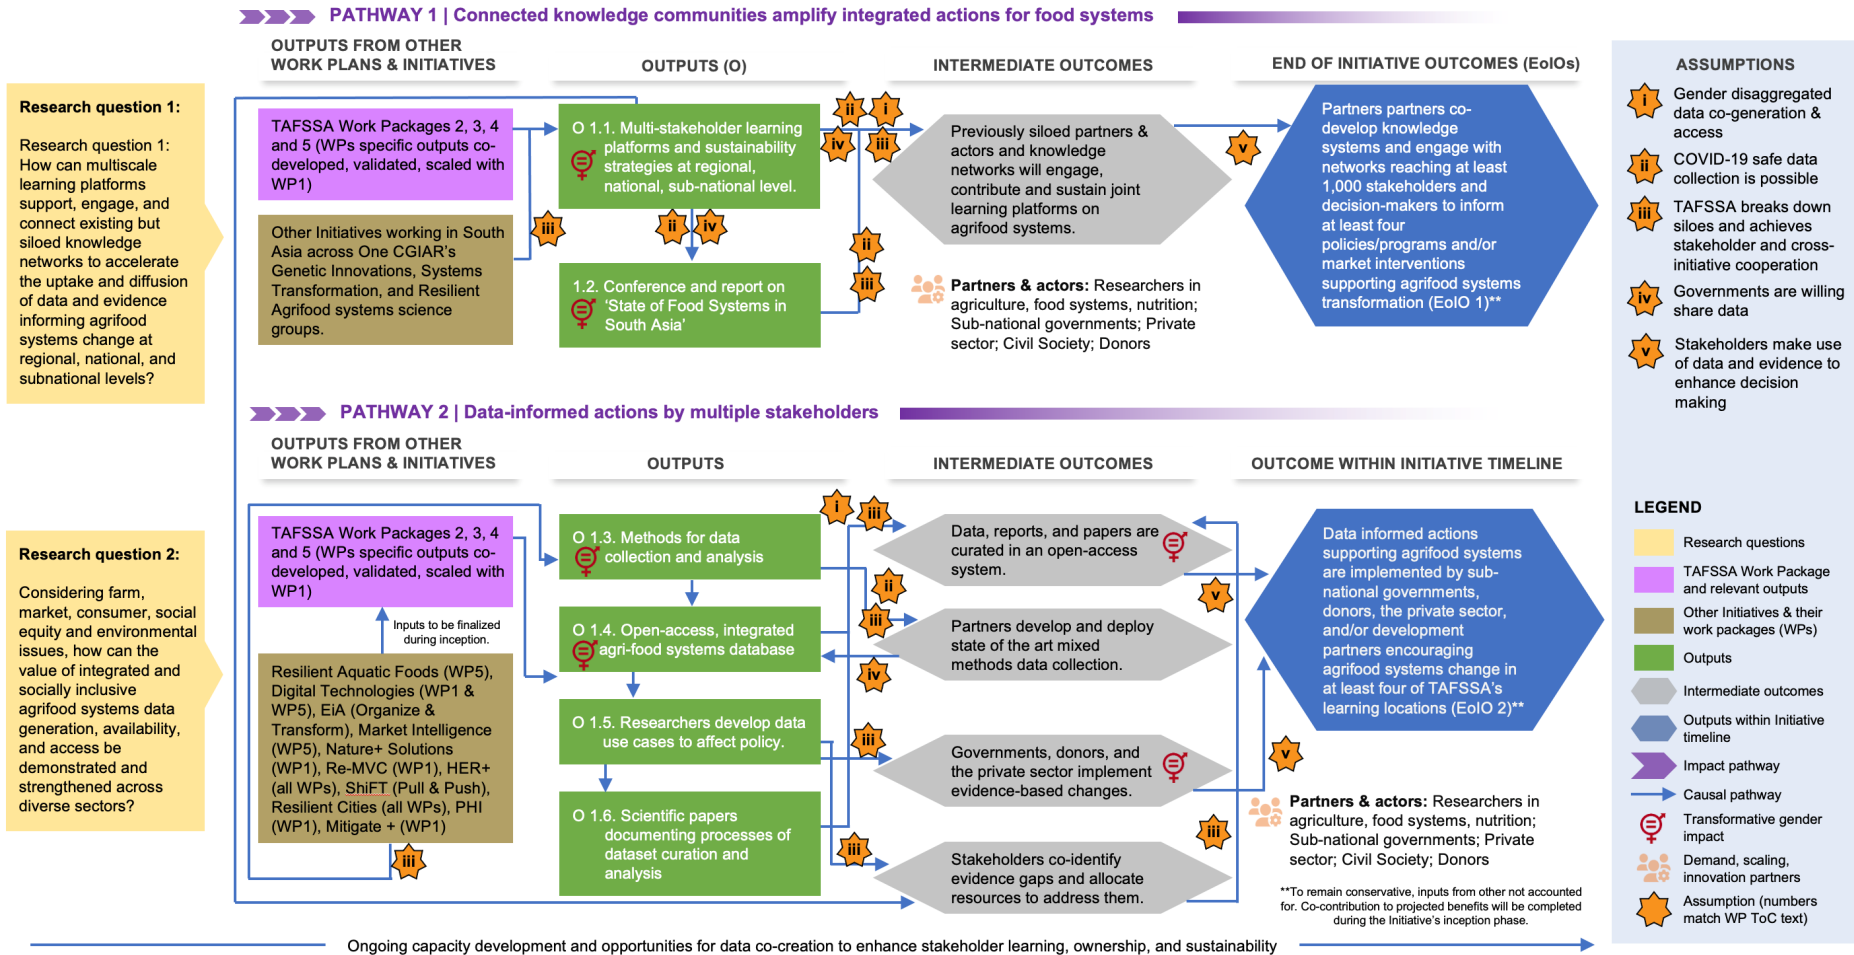 PATHWAY 1 | Connected knowledge communities amplify integrated actions for food systems
OUTPUTS FROM OTHER
WORK PLANS & INITIATIVES
OUTPUTS (O)
INTERMEDIATE OUTCOMES
END OF INITIATIVE OUTCOMES (EoIOs)
Research question 1:
Research question 1:
How can multiscale
learning platforms
support, engage, and
connect existing but
siloed knowledge
networks to accelerate
the uptake and diffusion
of data and evidence
informing agrifood
systems change at
regional, national, and
subnational levels?
TAFSSA Work Packages 2, 3, 4
and 5 (WPs specific outputs co-
developed, validated, scaled with
WP1)
Other Initiatives working in South
Asia across One CGIAR's
Genetic Innovations, Systems
Transformation, and Resilient
Agrifood systems science
groups.
iii
O 1.1. Multi-stakeholder learning
platforms and sustainability
strategies at regional,
national, sub-national level.
ii
iv
1.2. Conference and report on
'State of Food Systems in
South Asia'
ii
i
iv
iii
ii
iii
Previously siloed partners &
actors and knowledge
networks will engage,
contribute and sustain joint
learning platforms on
agrifood systems.
Partners & actors: Researchers in
agriculture, food systems, nutrition;
Sub-national governments; Private
sector; Civil Society; Donors
v
Partners partners co-
develop knowledge
systems and engage with
networks reaching at least
1,000 stakeholders and
decision-makers to inform
at least four
policies/programs and/or
market interventions
supporting agrifood systems
transformation (EoIO 1)**
ASSUMPTIONS
i
Gender disaggregated
data co-generation &
access
ii
COVID-19 safe data
collection is possible
iii
TAFSSA breaks down
siloes and achieves
stakeholder and cross-
initiative cooperation
iv
Governments are willing
share data
v
Stakeholders make use
of data and evidence to
enhance decision
making
PATHWAY 2 | Data-informed actions by multiple stakeholders
OUTPUTS FROM OTHER
WORK PLANS & INITIATIVES
OUTPUTS
INTERMEDIATE OUTCOMES
OUTCOME WITHIN INITIATIVE TIMELINE
Research question 2:
Considering farm,
market, consumer, social
equity and environmental
issues, how can the
value of integrated and
socially inclusive
agrifood systems data
generation, availability,
and access be
demonstrated and
strengthened across
diverse sectors?
TAFSSA Work Packages 2, 3, 4
and 5 (WPs specific outputs co-
developed, validated, scaled with
WP1)
Inputs to be finalized
during inception.
Resilient Aquatic Foods (WP5),
Digital Technologies (WP1 &
WP5), EiA (Organize &
Transform), Market Intelligence
(WP5), Nature+ Solutions
(WP1), Re-MVC (WP1), HER+
(all WPs), ShiFT (Pull & Push),
Resilient Cities (all WPs), PHI
(WP1), Mitigate + (WP1)
iii
O 1.3. Methods for data
collection and analysis
O 1.4. Open-access, integrated
agri-food systems database
O 1.5. Researchers develop data
use cases to affect policy.
O 1.6. Scientific papers
documenting processes of
dataset curation and
analysis
i
iii
ii
iii
iv
iii
iii
Data, reports, and papers are
curated in an open-access
system.
Partners develop and deploy
state of the art mixed
methods data collection.
Governments, donors, and
the private sector implement
evidence-based changes.
Stakeholders co-identify
evidence gaps and allocate
resources to address them.
v
v
iii
Data informed actions
supporting agrifood systems
are implemented by sub-
national governments,
donors, the private sector,
and/or development
partners encouraging
agrifood systems change in
at least four of TAFSSA's
learning locations (EoIO 2)**
Partners & actors: Researchers in
agriculture, food systems, nutrition;
Sub-national governments; Private
sector; Civil Society; Donors
**To remain conservative, inputs from other not accounted
for. Co-contribution to projected benefits will be completed
during the Initiative's inception phase.
LEGEND
Research questions
TAFSSA Work Package
and relevant outputs
Other Initiatives & their
work packages (WPs)
Outputs
Intermediate outcomes
Outputs within Initiative
timeline
Impact pathway
Causal pathway
Transformative gender
impact
Demand, scaling,
innovation partners
Assumption (numbers
match WP ToC text)
Ongoing capacity development and opportunities for data co-creation to enhance stakeholder learning, ownership, and sustainability